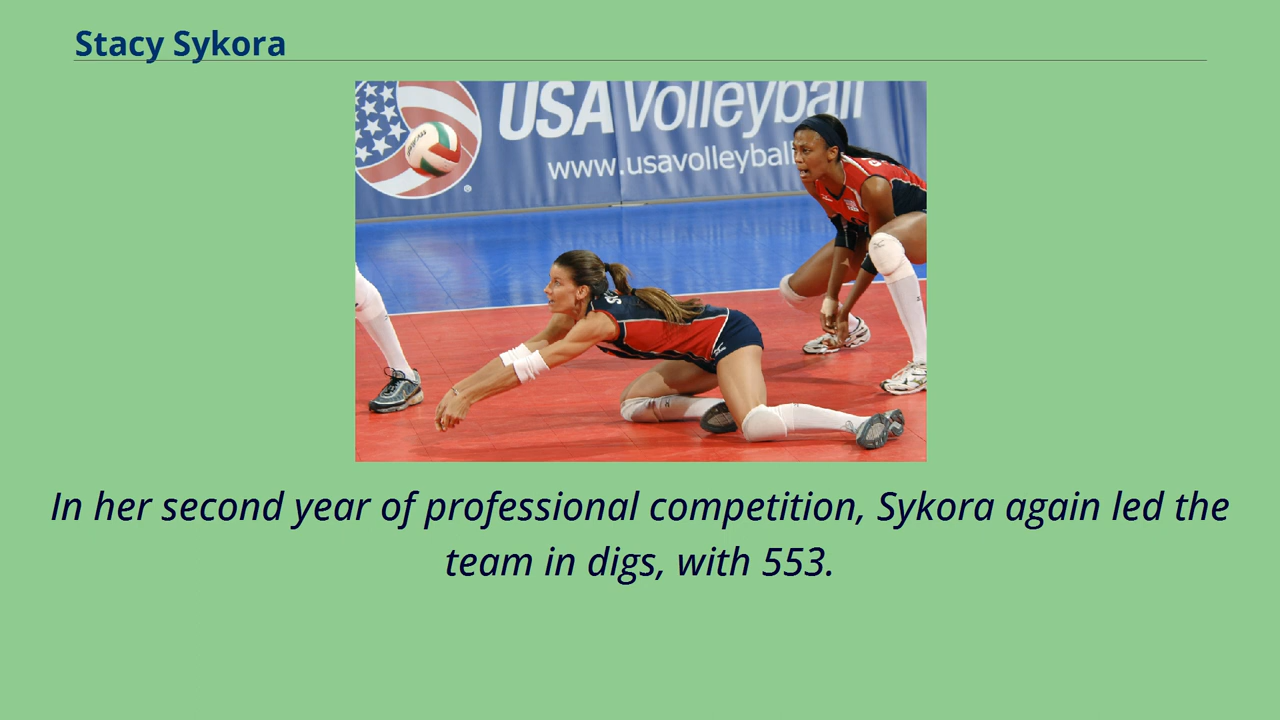 Stacy Sykora
USA Volleyball
www.usavolleyball
In her second year of professional competition, Sykora again led the
team in digs, with 553.